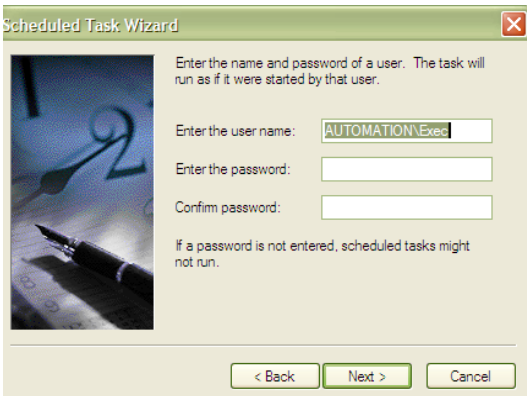 Scheduled Task Wizard
Enter the name and password of a user. The task will
run as if it were started by that user.
Enter the user name: AUTOMATION\Exec
Enter the password:
Confirm password:
If a password is not entered, scheduled tasks might
not run.
< Back Next > Cancel